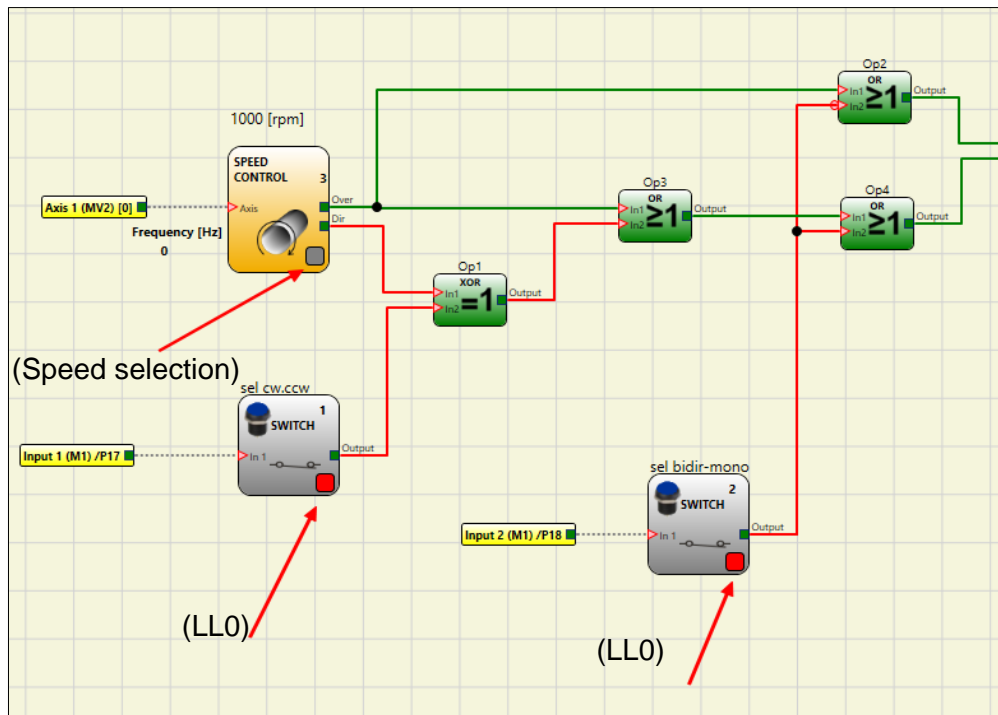 1000 [rpm]
SPEED
CONTROL
3
Axis 1 (MV2) [0]
Axis
Over
Dir
Frequency [Hz]
0
(Speed selection)
Op1
XOR
In1
In2
=1
Output
Op3
OR
In1
In2
≥1
Output
Op2
OR
In1
In2
≥1
Output
Op4
OR
In1
In2
≥1
Output
sel cw.ccw
1
SWITCH
Input 1 (M1) /P17
In 1
Output
(LL0)
sel bidir-mono
2
SWITCH
Input 2 (M1) /P18
In 1
Output
(LL0)